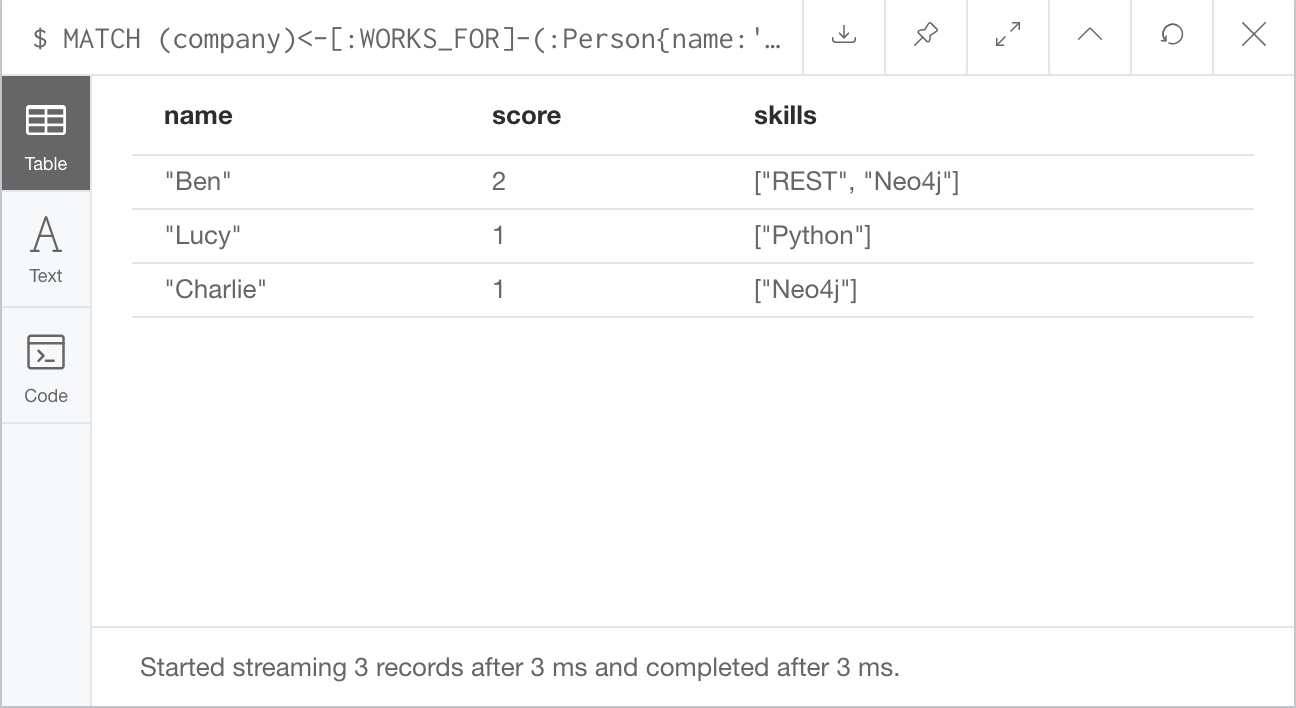 $ MATCH (company)<-[:WORKS_FOR]-(:Person{name:'…
Table
Text
Code
name score skills
"Ben" 2 ["REST", "Neo4j"]
"Lucy" 1 ["Python"]
"Charlie" 1 ["Neo4j"]
Started streaming 3 records after 3 ms and completed after 3 ms.